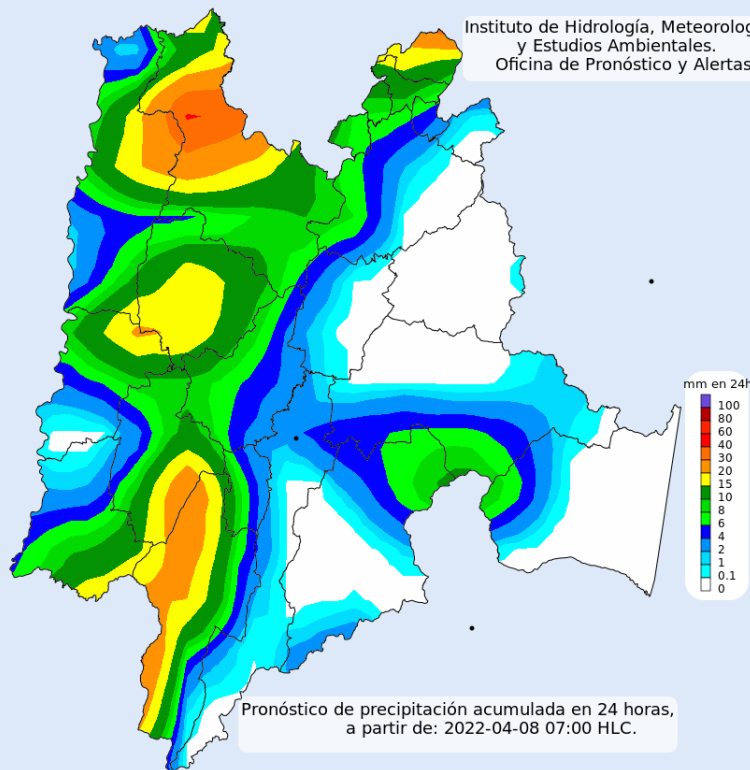 Instituto de Hidrología, Meteorolog
y Estudios Ambientales.
Oficina de Pronóstico y Alertas
mm en 24h
100
80
60
40
30
20
15
10
8
6
4
2
1
0.1
0
Pronóstico de precipitación acumulada en 24 horas,
a partir de: 2022-04-08 07:00 HLC.